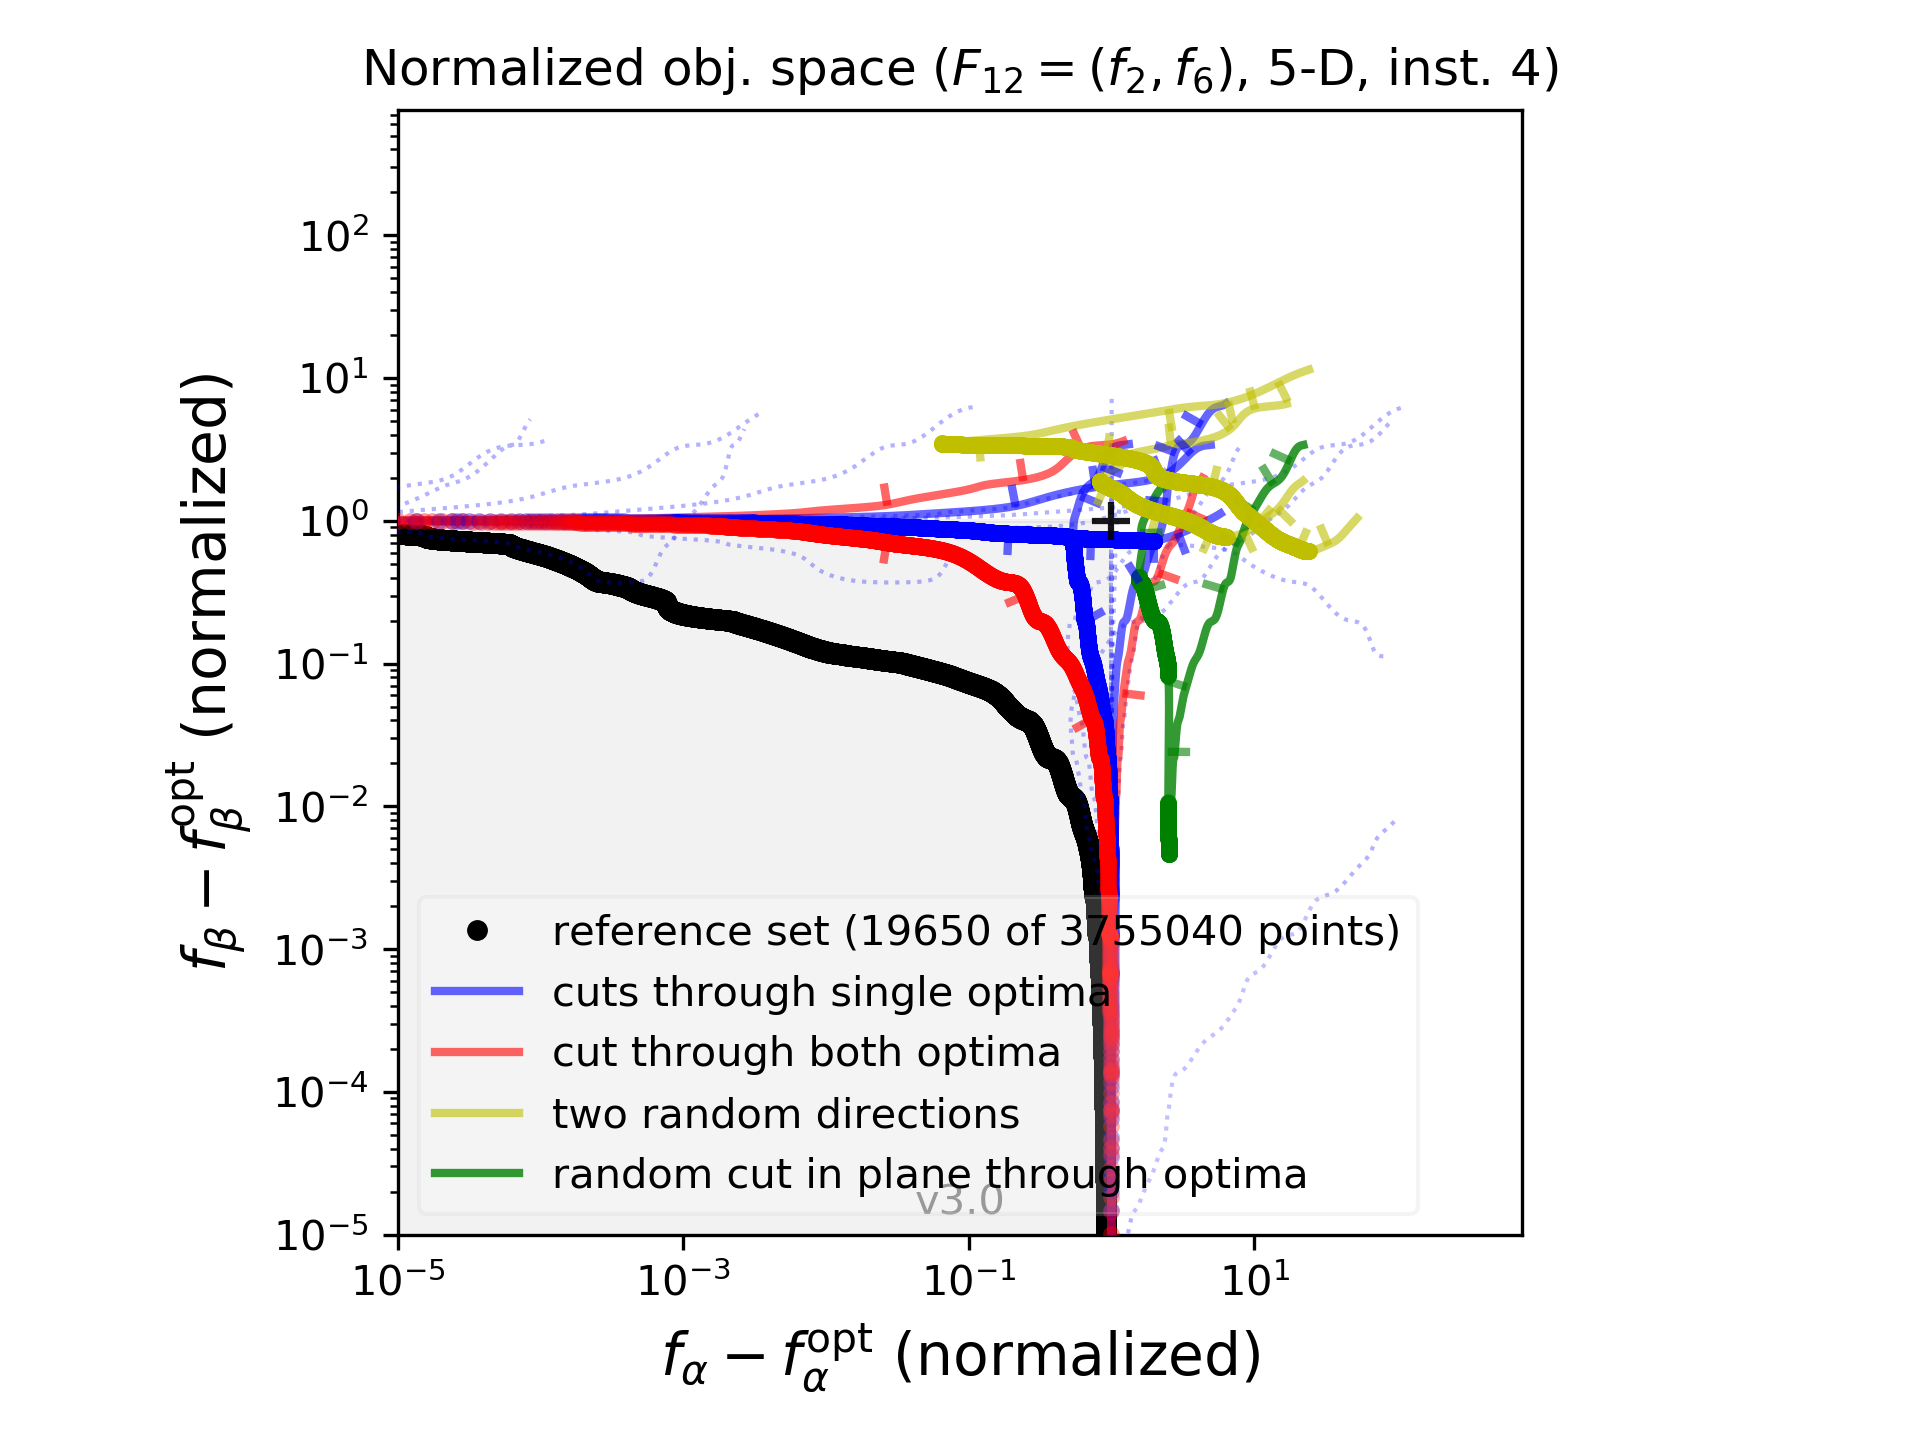 Normalized obj. space (F₁₂ = (f₂, f₆), 5-D, inst. 4)
f_β − f_β^opt (normalized)
10²
10¹
10⁰
10⁻¹
10⁻²
10⁻³
10⁻⁴
10⁻⁵
reference set (19650 of 3755040 points)
cuts through single optima
cut through both optima
two random directions
random cut in plane through optima
v3.0
10⁻⁵ 10⁻³ 10⁻¹ 10¹
f_α − f_α^opt (normalized)